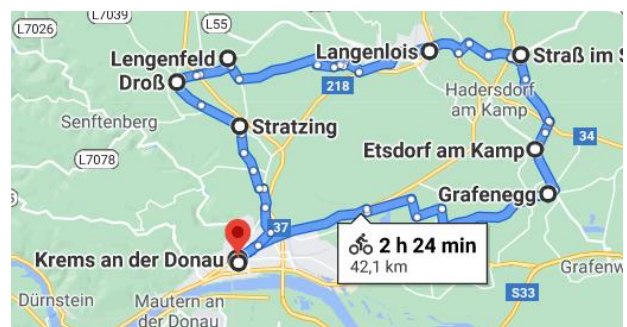 L7039
L7026
L55
Lengenfeld
Langenlois
Straß im S
Droß
218
Hadersdorf
am Kamp
Senftenberg
Stratzing
34
L7078
Etsdorf am Kamp
Grafenegg
37
2 h 24 min
42,1 km
Krems an der Donau
Grafenw
S33
Dürnstein
Mautern an
der Donau